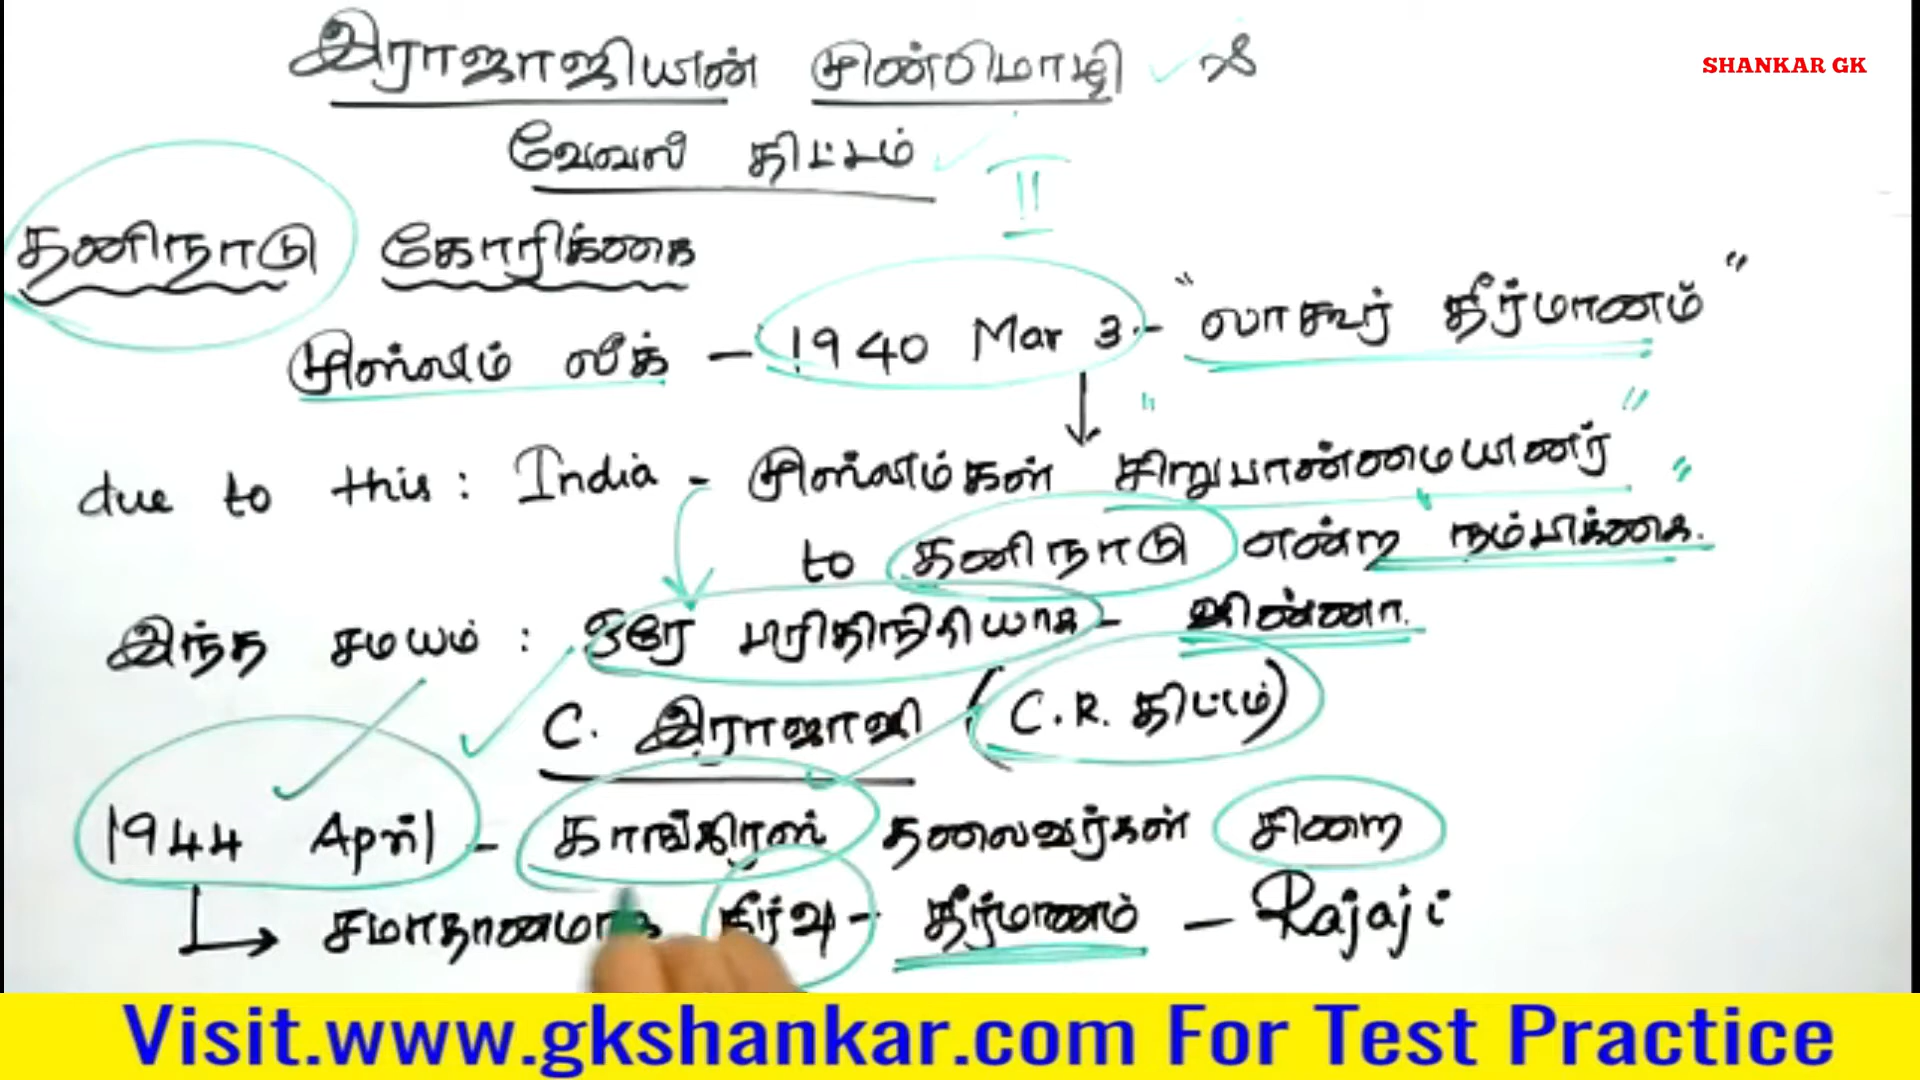 இராஜாஜியின் முன்மொழி &
SHANKAR GK
வேவல் திட்டம்
II
தனிநாடு கோரிக்கை
முஸ்லிம் லீக் - 1940 Mar 3 - "லாகூர் தீர்மானம்"
due to this : India - முஸ்லிம்கள் சிறுபான்மையினர்
to தனிநாடு என்ற நம்பிக்கை.
இந்த சமயம் : ஒரே பிரதிநிதியாக - ஜின்னா.
C. இராஜாஜி (C.R. திட்டம்)
1944 April - காங்கிரஸ் தலைவர்கள் சிறை
சமாதானமாக தீர்வு - தீர்மானம் - Rajaji
Visit.www.gkshankar.com For Test Practice